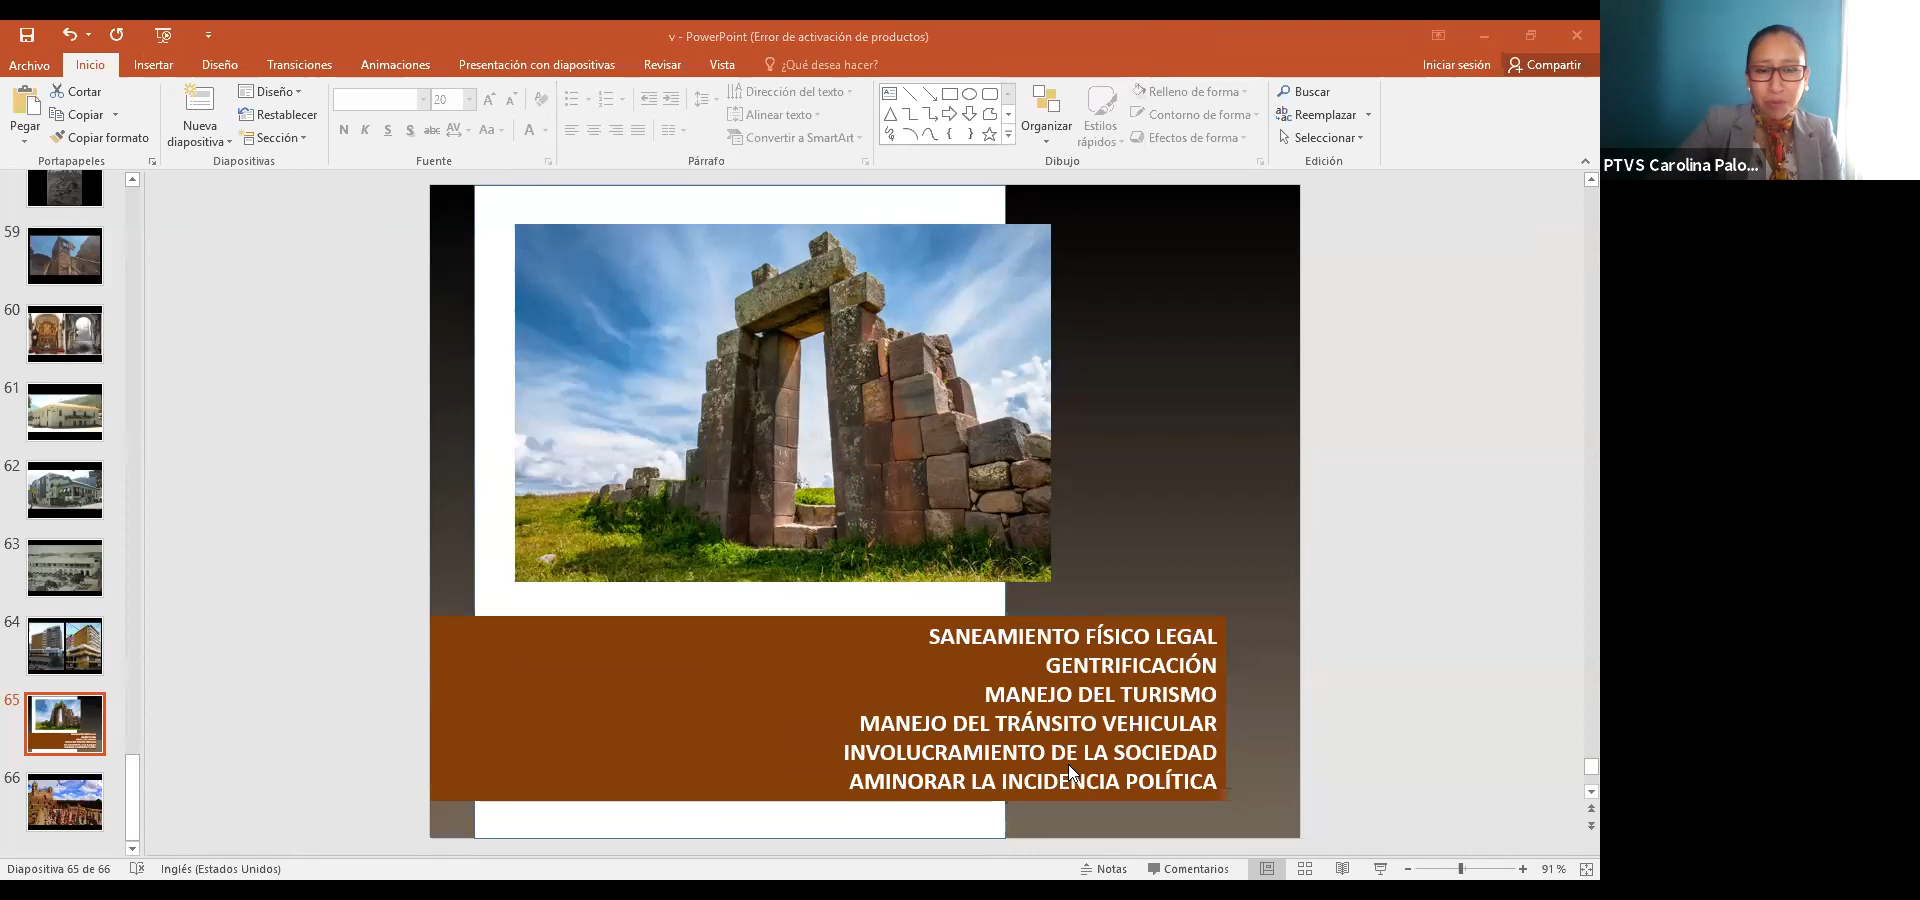 v - PowerPoint (Error de activación de productos)
Archivo Inicio Insertar Diseño Transiciones Animaciones Presentación con diapositivas Revisar Vista ¿Qué desea hacer? Iniciar sesión Compartir
Pegar
Cortar
Copiar
Copiar formato
Portapapeles
Nueva diapositiva
Diseño
Restablecer
Sección
Diapositivas
20
N K S S abc AV Aa A
Fuente
Dirección del texto
Alinear texto
Convertir a SmartArt
Párrafo
Organizar
Estilos rápidos
Relleno de forma
Contorno de forma
Efectos de forma
Dibujo
Buscar
Reemplazar
Seleccionar
Edición
PTVS Carolina Palo...
59
60
61
62
63
64
65
66
SANEAMIENTO FÍSICO LEGAL
GENTRIFICACIÓN
MANEJO DEL TURISMO
MANEJO DEL TRÁNSITO VEHICULAR
INVOLUCRAMIENTO DE LA SOCIEDAD
AMINORAR LA INCIDENCIA POLÍTICA
Diapositiva 65 de 66 Inglés (Estados Unidos) Notas Comentarios 91 %